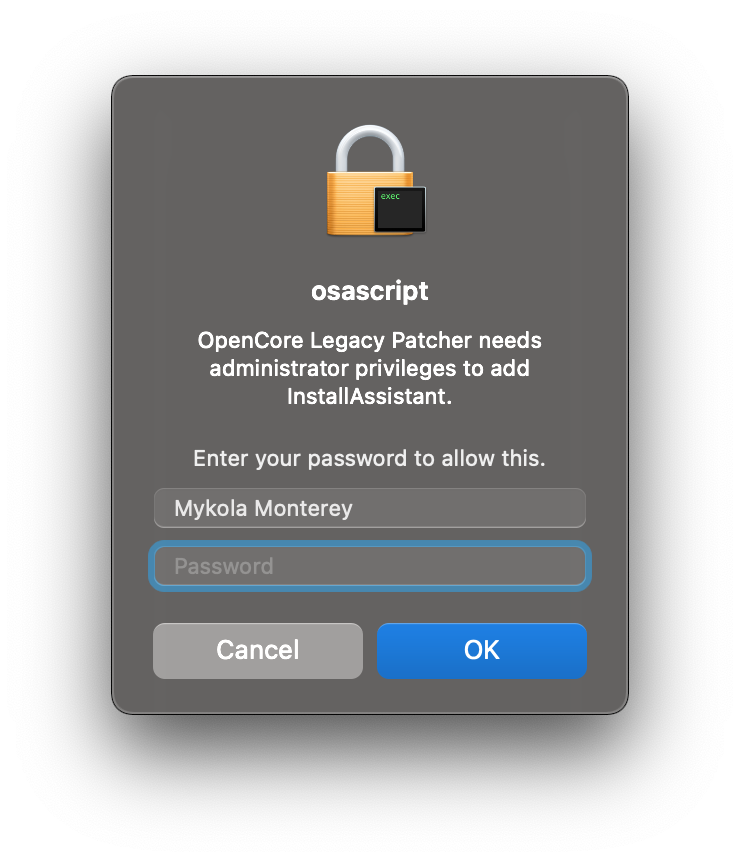 exec
osascript
OpenCore Legacy Patcher needs
administrator privileges to add
InstallAssistant.
Enter your password to allow this.
Mykola Monterey
Password
Cancel
OK